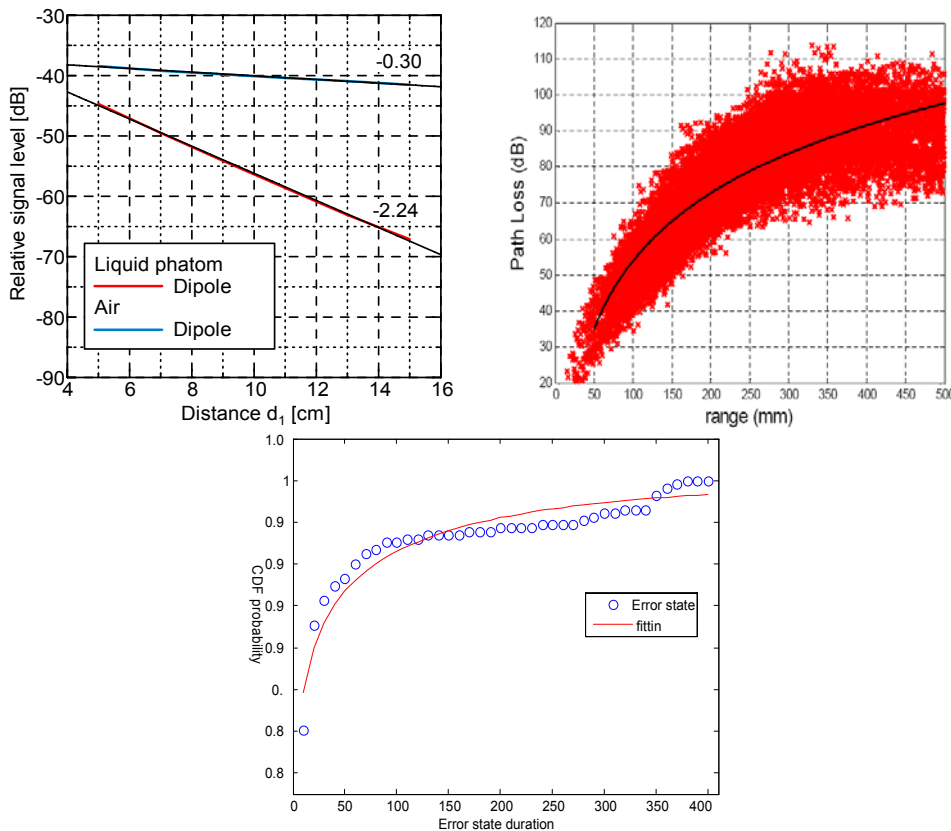 -30
-40
-50
-60
-70
-80
-90
Relative signal level [dB]
-0.30
-2.24
Liquid phatom
Dipole
Air
Dipole
4 6 8 10 12 14 16
Distance d1 [cm]
120
110
100
90
80
70
60
50
40
30
20
Path Loss (dB)
0 50 100 150 200 250 300 350 400 450 500
range (mm)
1.0
1
0.9
0.9
0.9
0.
0.8
0.8
CDF probability
Error state
fittin
0 50 100 150 200 250 300 350 400
Error state duration